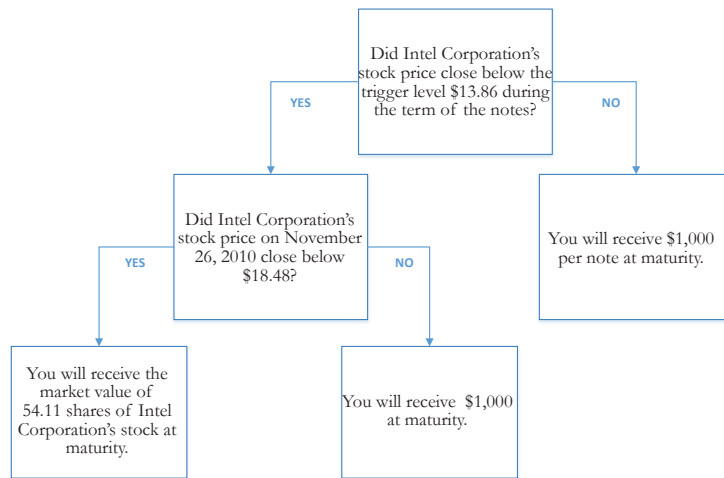 Did Intel Corporation's
stock price close below the
trigger level $13.86 during
the term of the notes?
YES
NO
Did Intel Corporation's
stock price on November
26, 2010 close below
$18.48?
You will receive $1,000
per note at maturity.
YES
NO
You will receive the
market value of
54.11 shares of Intel
Corporation's stock at
maturity.
You will receive $1,000
at maturity.